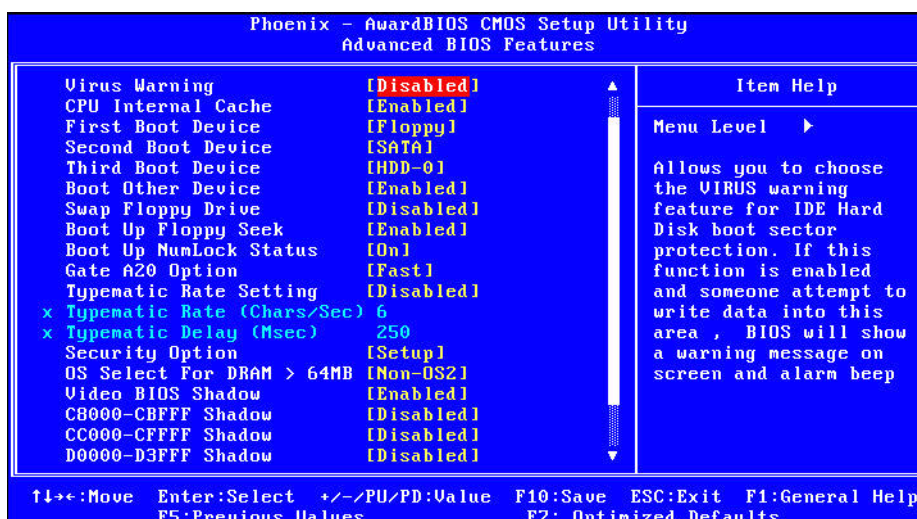 Phoenix - AwardBIOS CMOS Setup Utility
Advanced BIOS Features
Virus Warning [Disabled]
CPU Internal Cache [Enabled]
First Boot Device [Floppy]
Second Boot Device [SATA]
Third Boot Device [HDD-0]
Boot Other Device [Enabled]
Swap Floppy Drive [Disabled]
Boot Up Floppy Seek [Enabled]
Boot Up NumLock Status [On]
Gate A20 Option [Fast]
Typematic Rate Setting [Disabled]
x Typematic Rate (Chars/Sec) 6
x Typematic Delay (Msec) 250
Security Option [Setup]
OS Select For DRAM > 64MB [Non-OS2]
Video BIOS Shadow [Enabled]
C8000-CBFFF Shadow [Disabled]
CC000-CFFFF Shadow [Disabled]
D0000-D3FFF Shadow [Disabled]
Item Help
Menu Level ▶
Allows you to choose
the VIRUS warning
feature for IDE Hard
Disk boot sector
protection. If this
function is enabled
and someone attempt to
write data into this
area , BIOS will show
a warning message on
screen and alarm beep
↑↓→←:Move Enter:Select +/-/PU/PD:Value F10:Save ESC:Exit F1:General Help
F5:Previous Values F7: Optimized Defaults